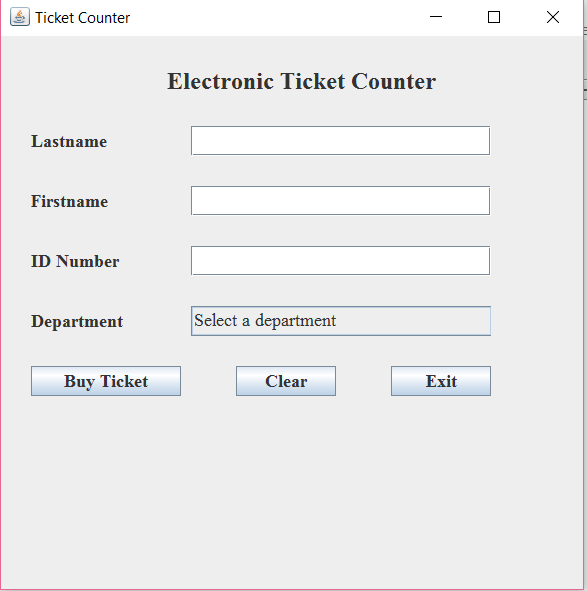 Ticket Counter
Electronic Ticket Counter
Lastname
Firstname
ID Number
Department Select a department
Buy Ticket Clear Exit